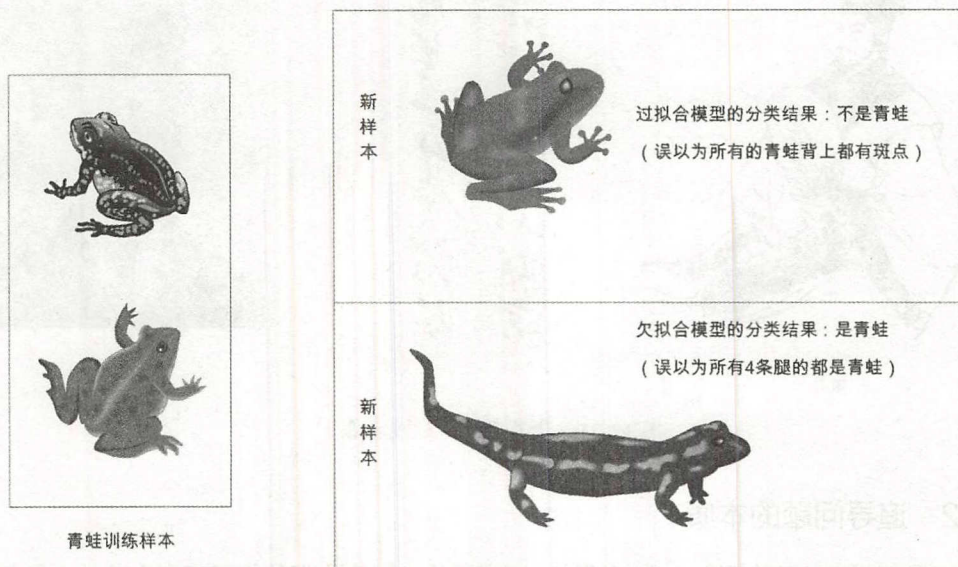 新
样
本
过拟合模型的分类结果：不是青蛙
（误以为所有的青蛙背上都有斑点）
欠拟合模型的分类结果：是青蛙
（误以为所有4条腿的都是青蛙）
新
样
本
青蛙训练样本